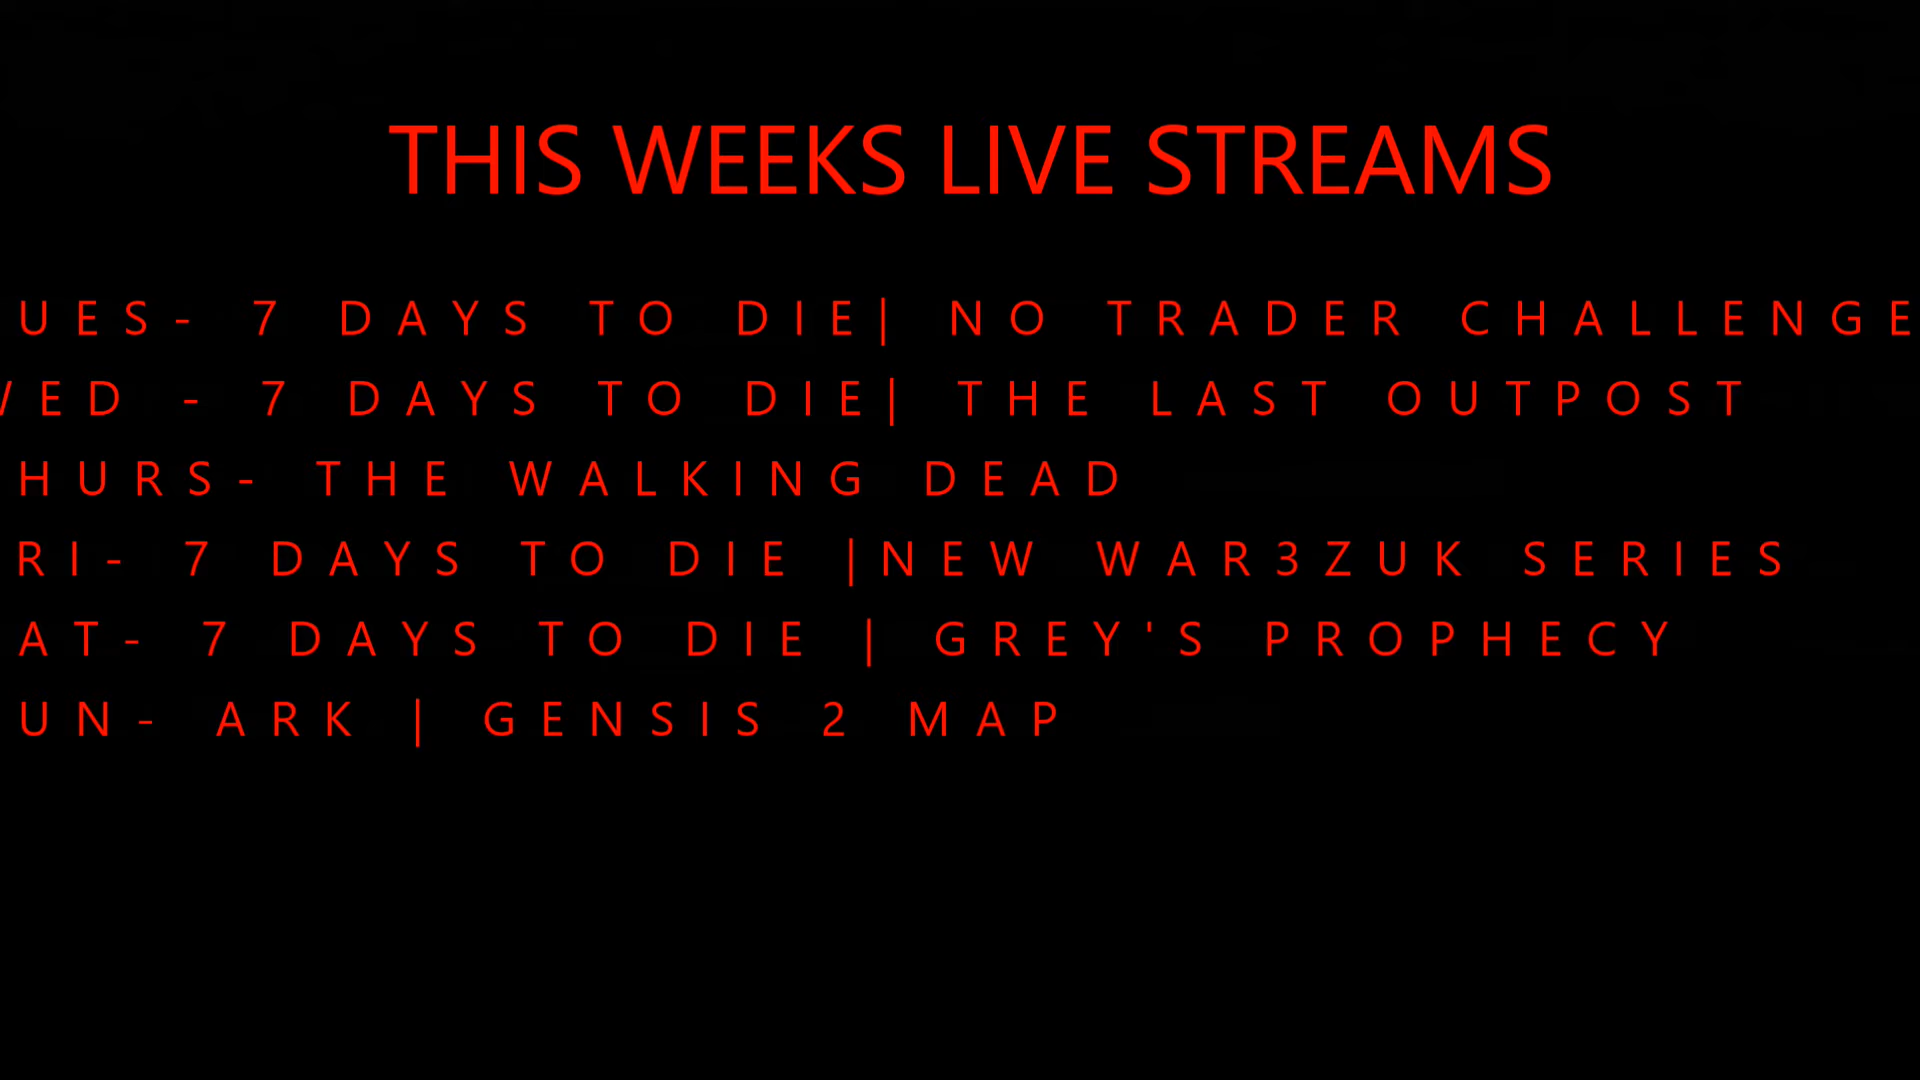 THIS WEEKS LIVE STREAMS
UES- 7 DAYS TO DIE| NO TRADER CHALLENGE
WED - 7 DAYS TO DIE| THE LAST OUTPOST
HURS- THE WALKING DEAD
RI- 7 DAYS TO DIE |NEW WAR3ZUK SERIES
AT- 7 DAYS TO DIE | GREY'S PROPHECY
UN- ARK | GENSIS 2 MAP